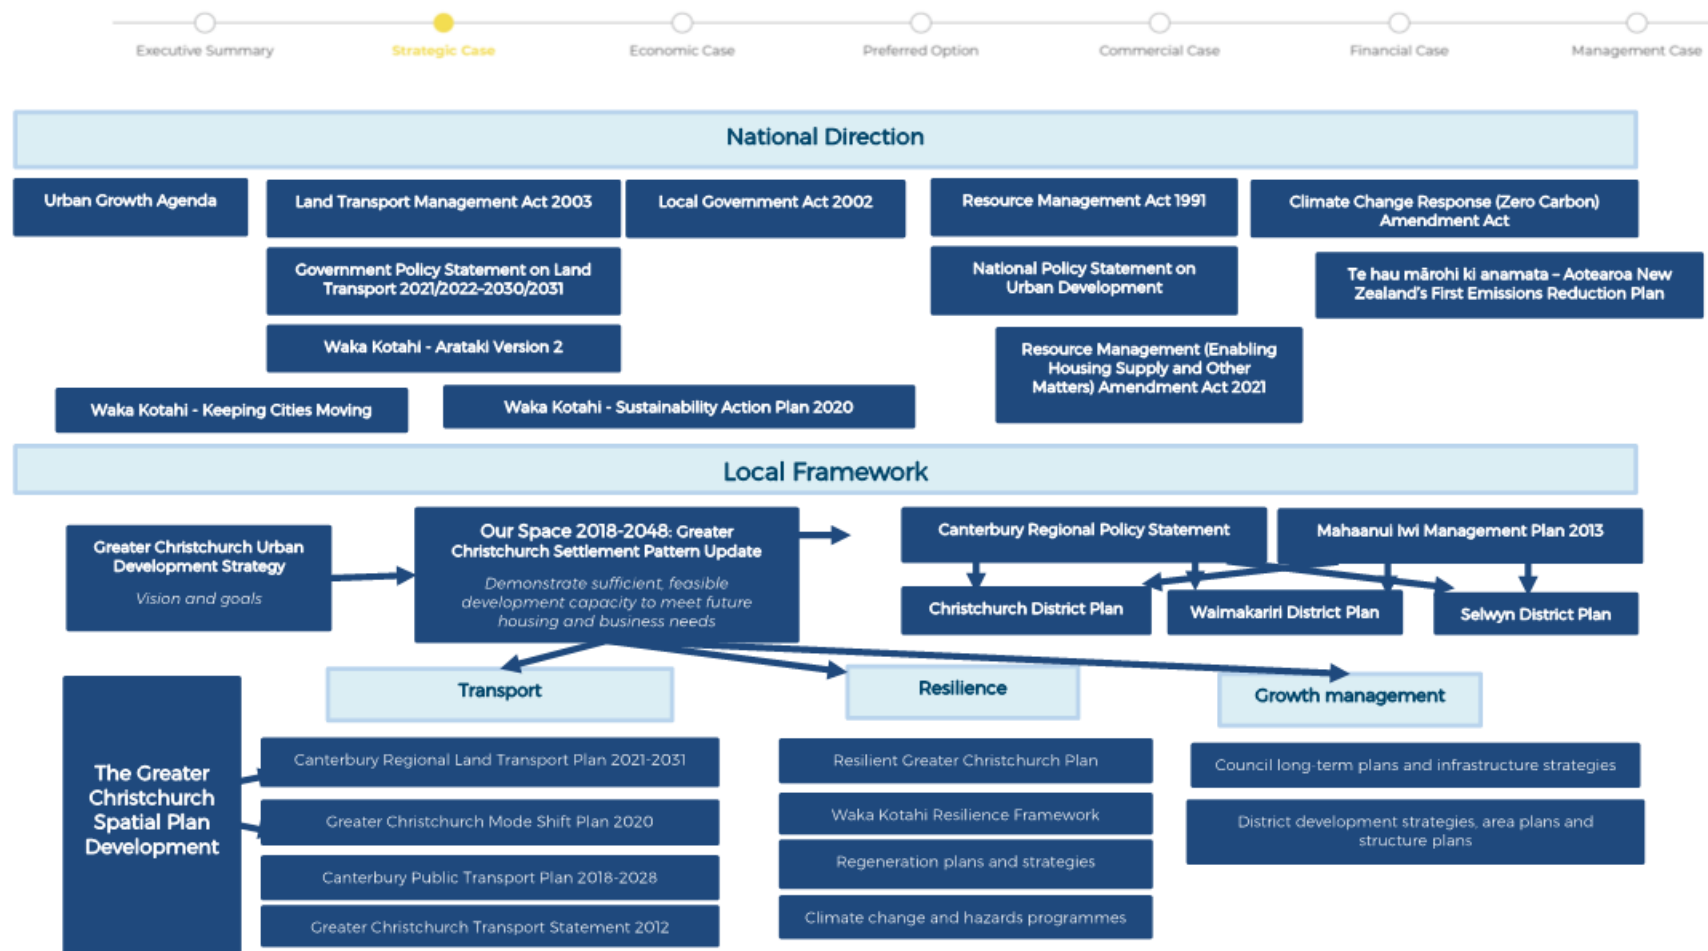 Executive Summary
Strategic Case
Economic Case
Preferred Option
Commercial Case
Financial Case
Management Case
National Direction
Urban Growth Agenda
Land Transport Management Act 2003
Local Government Act 2002
Resource Management Act 1991
Climate Change Response (Zero Carbon)
Amendment Act
Government Policy Statement on Land
Transport 2021/2022–2030/2031
National Policy Statement on
Urban Development
Te hau mārohi ki anamata – Aotearoa New
Zealand's First Emissions Reduction Plan
Waka Kotahi - Arataki Version 2
Resource Management (Enabling
Housing Supply and Other
Matters) Amendment Act 2021
Waka Kotahi - Keeping Cities Moving
Waka Kotahi - Sustainability Action Plan 2020
Local Framework
Greater Christchurch Urban
Development Strategy
Vision and goals
Our Space 2018-2048: Greater
Christchurch Settlement Pattern Update
Demonstrate sufficient, feasible
development capacity to meet future
housing and business needs
Canterbury Regional Policy Statement
Mahaanui Iwi Management Plan 2013
Christchurch District Plan
Waimakariri District Plan
Selwyn District Plan
Transport
Resilience
Growth management
The Greater
Christchurch
Spatial Plan
Development
Canterbury Regional Land Transport Plan 2021-2031
Greater Christchurch Mode Shift Plan 2020
Canterbury Public Transport Plan 2018-2028
Greater Christchurch Transport Statement 2012
Resilient Greater Christchurch Plan
Waka Kotahi Resilience Framework
Regeneration plans and strategies
Climate change and hazards programmes
Council long-term plans and infrastructure strategies
District development strategies, area plans and
structure plans